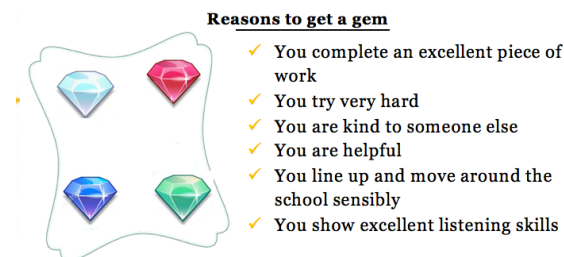 Reasons to get a gem
✓ You complete an excellent piece of
work
✓ You try very hard
✓ You are kind to someone else
✓ You are helpful
✓ You line up and move around the
school sensibly
✓ You show excellent listening skills